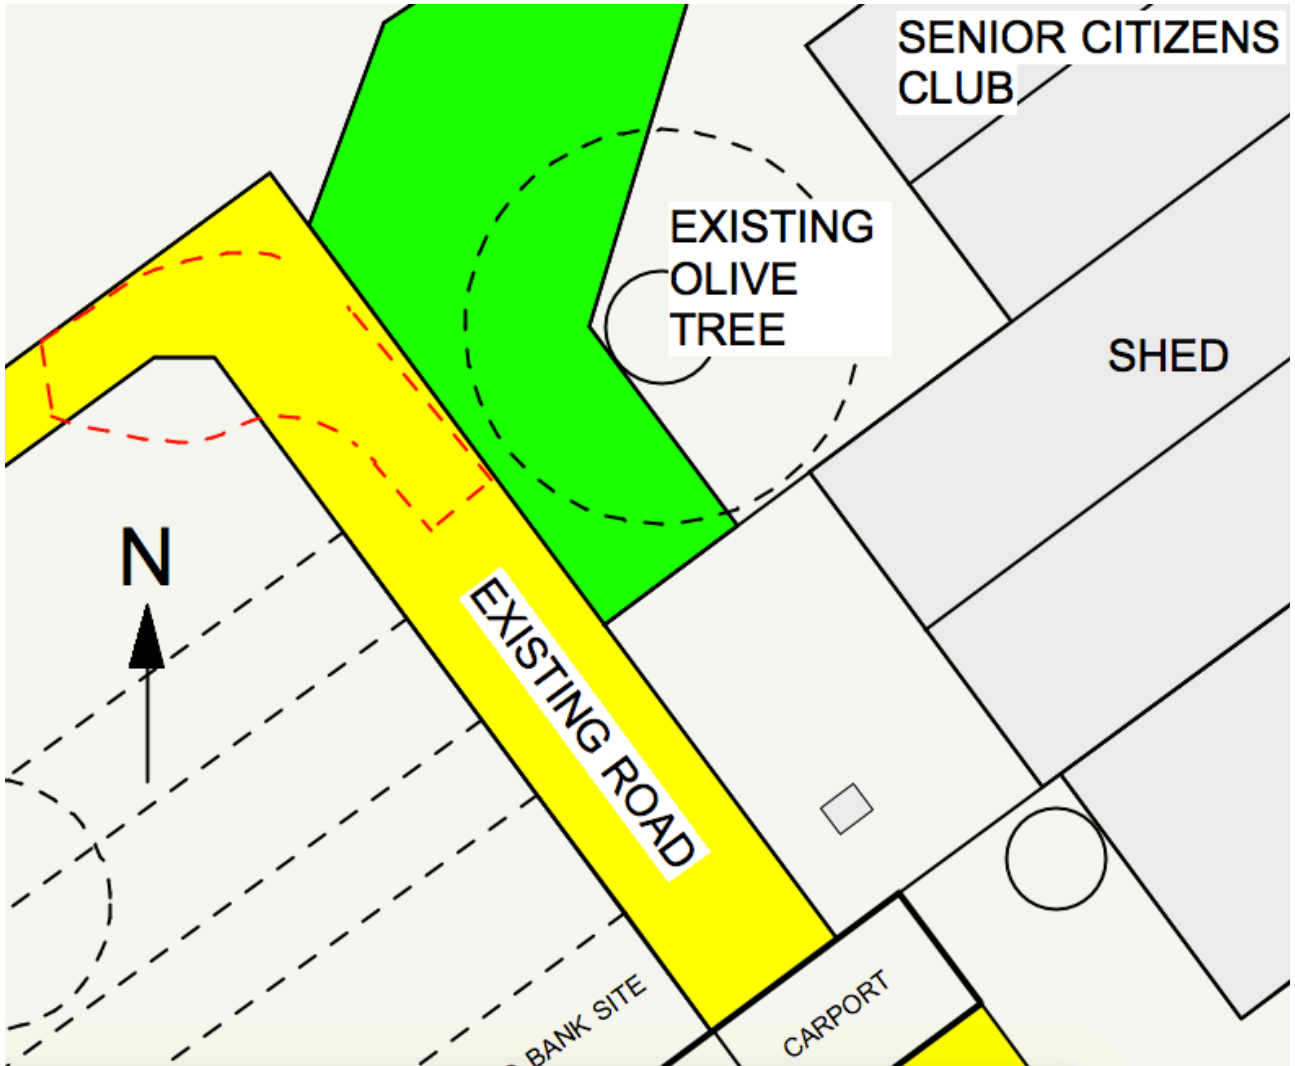 SENIOR CITIZENS
CLUB
EXISTING
OLIVE
TREE
SHED
N
EXISTING ROAD
BANK SITE
CARPORT